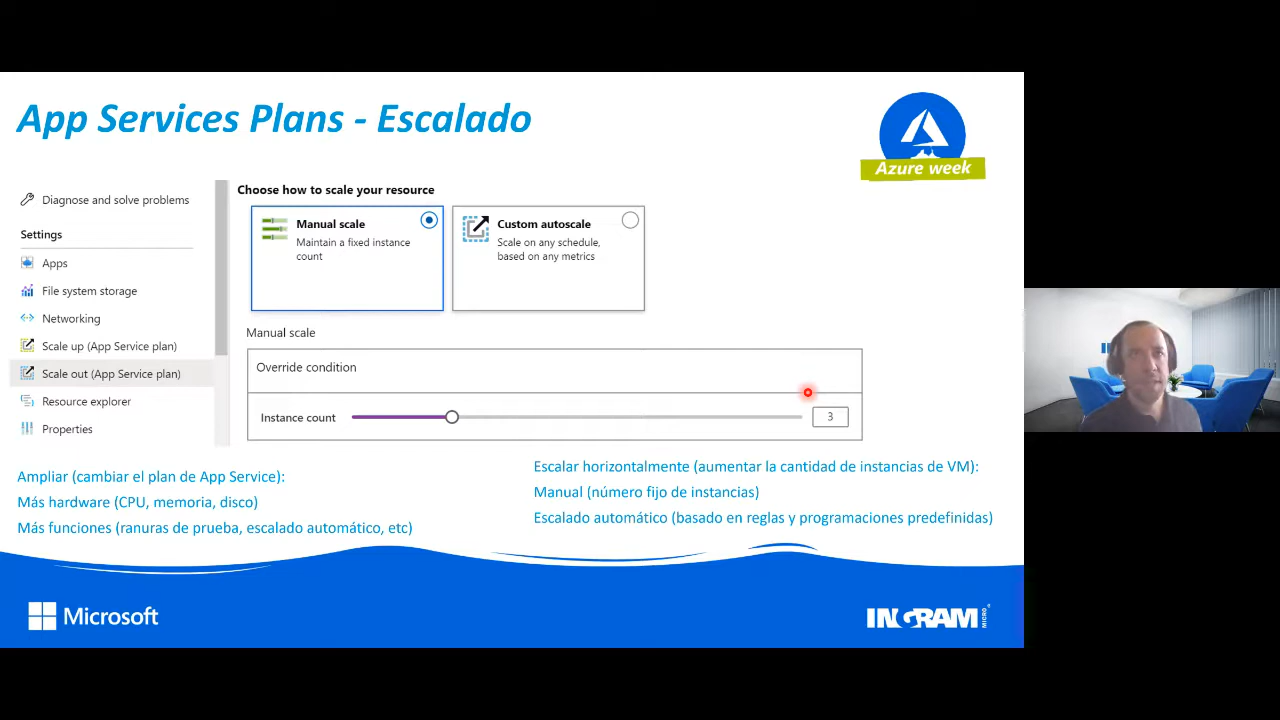 App Services Plans - Escalado
Azure week
Diagnose and solve problems
Settings
Apps
File system storage
Networking
Scale up (App Service plan)
Scale out (App Service plan)
Resource explorer
Properties
Choose how to scale your resource
Manual scale
Maintain a fixed instance
count
Custom autoscale
Scale on any schedule,
based on any metrics
Manual scale
Override condition
Instance count
3
Ampliar (cambiar el plan de App Service):
Más hardware (CPU, memoria, disco)
Más funciones (ranuras de prueba, escalado automático, etc)
Escalar horizontalmente (aumentar la cantidad de instancias de VM):
Manual (número fijo de instancias)
Escalado automático (basado en reglas y programaciones predefinidas)
Microsoft
INGRAM MICRO